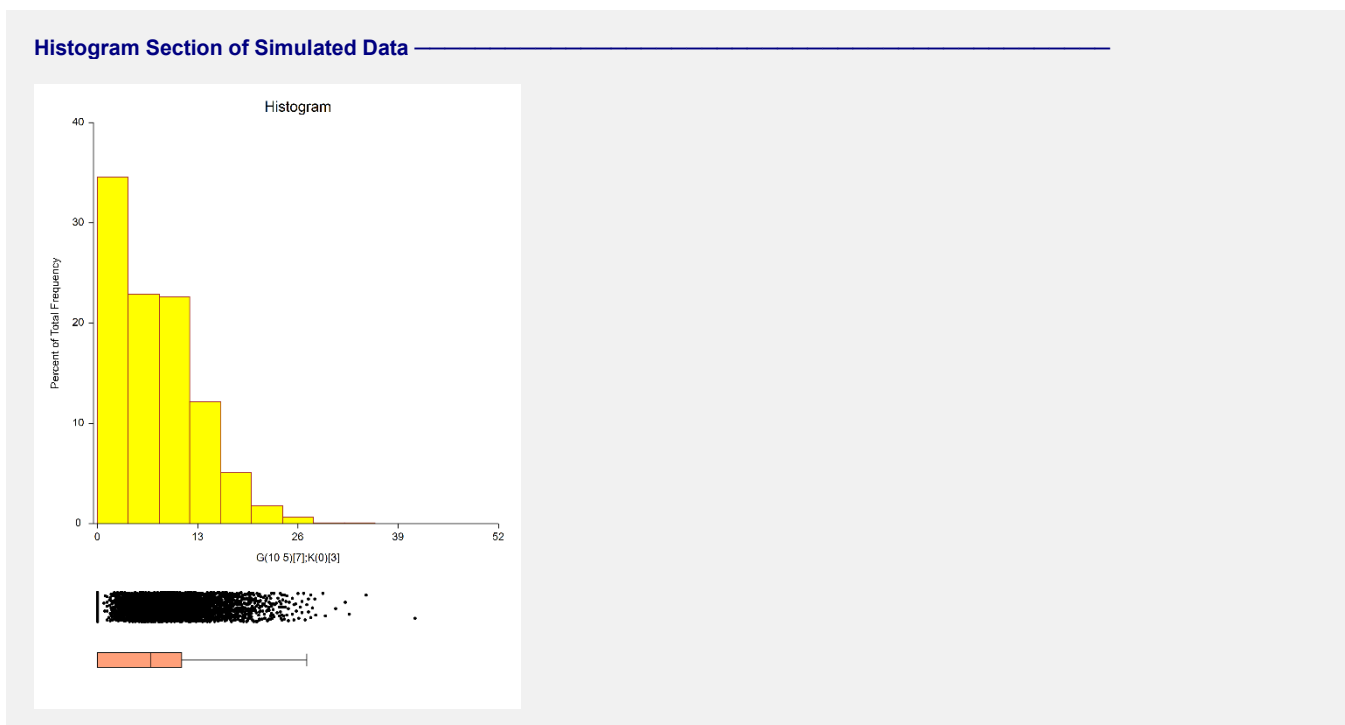 Histogram Section of Simulated Data
Histogram
40
30
20
10
0
Percent of Total Frequency
0 13 26 39 52
G(10 5)[7];K(0)[3]